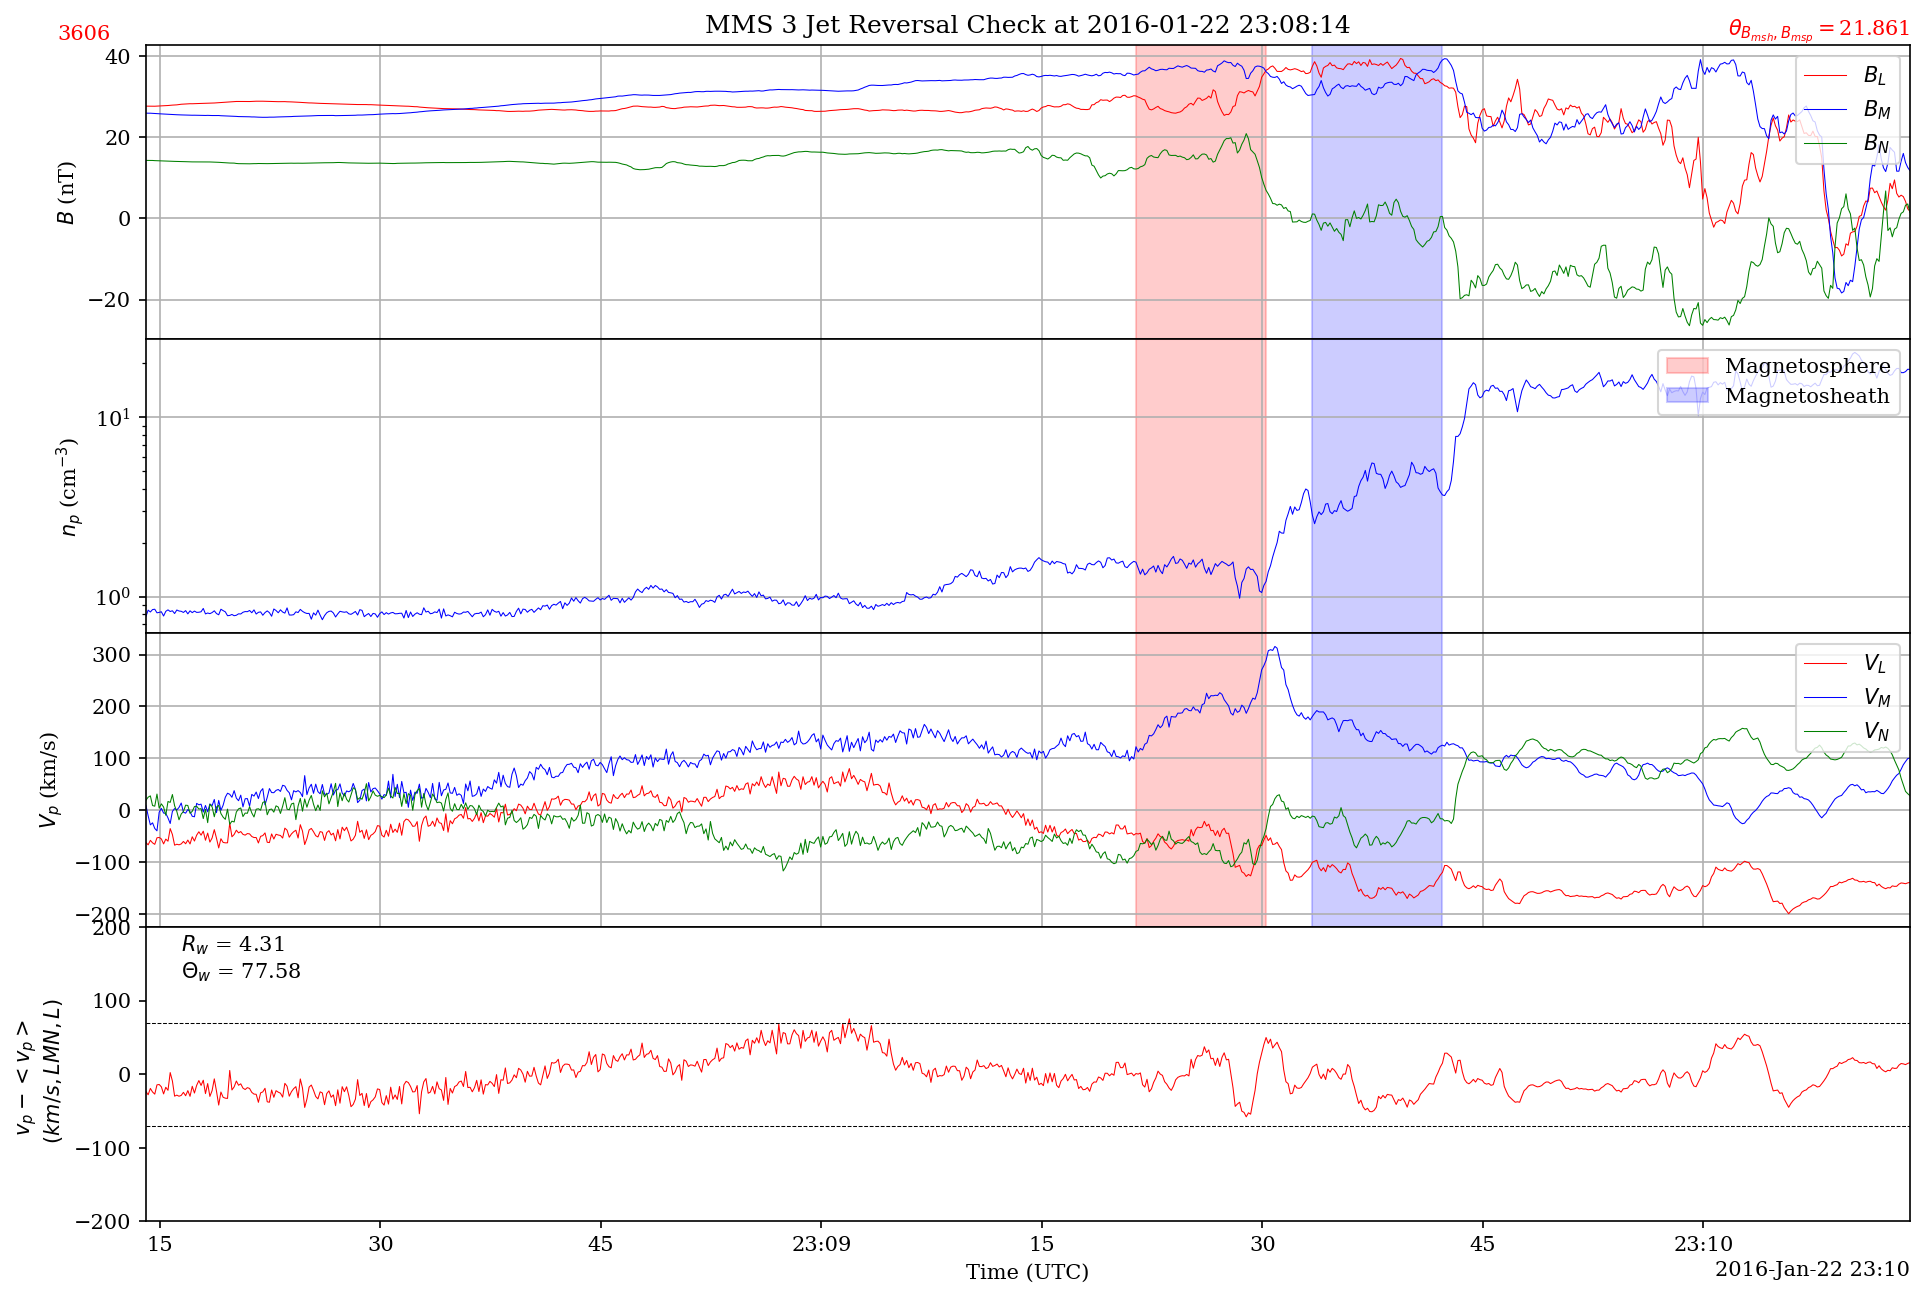 3606
MMS 3 Jet Reversal Check at 2016-01-22 23:08:14
θ_{B_{msh}, B_{msp}} = 21.861
40
20
0
−20
B (nT)
B_L
B_M
B_N
10^1
10^0
n_p (cm^{−3})
Magnetosphere
Magnetosheath
300
200
100
0
−100
−200
V_p (km/s)
V_L
V_M
V_N
200
100
0
−100
−200
v_p − < v_p >
(km/s, LMN, L)
R_w = 4.31
Θ_w = 77.58
15
30
45
23:09
15
30
45
23:10
Time (UTC)
2016-Jan-22 23:10